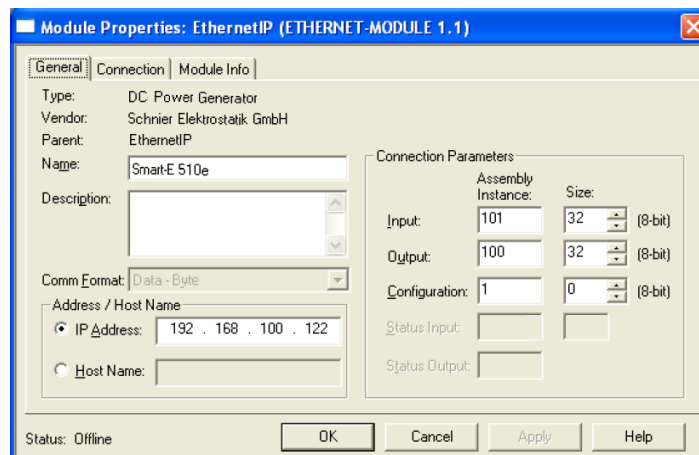 Module Properties: EthernetIP (ETHERNET-MODULE 1.1)
General Connection Module Info
Type: DC Power Generator
Vendor: Schnier Elektrostatik GmbH
Parent: EthernetIP
Name: Smart-E 510e
Description:
Comm Format: Data - Byte
Address / Host Name
IP Address: 192 . 168 . 100 . 122
Host Name:
Connection Parameters
Assembly Instance: Size:
Input: 101 32 (8-bit)
Output: 100 32 (8-bit)
Configuration: 1 0 (8-bit)
Status Input:
Status Output:
Status: Offline
OK Cancel Apply Help